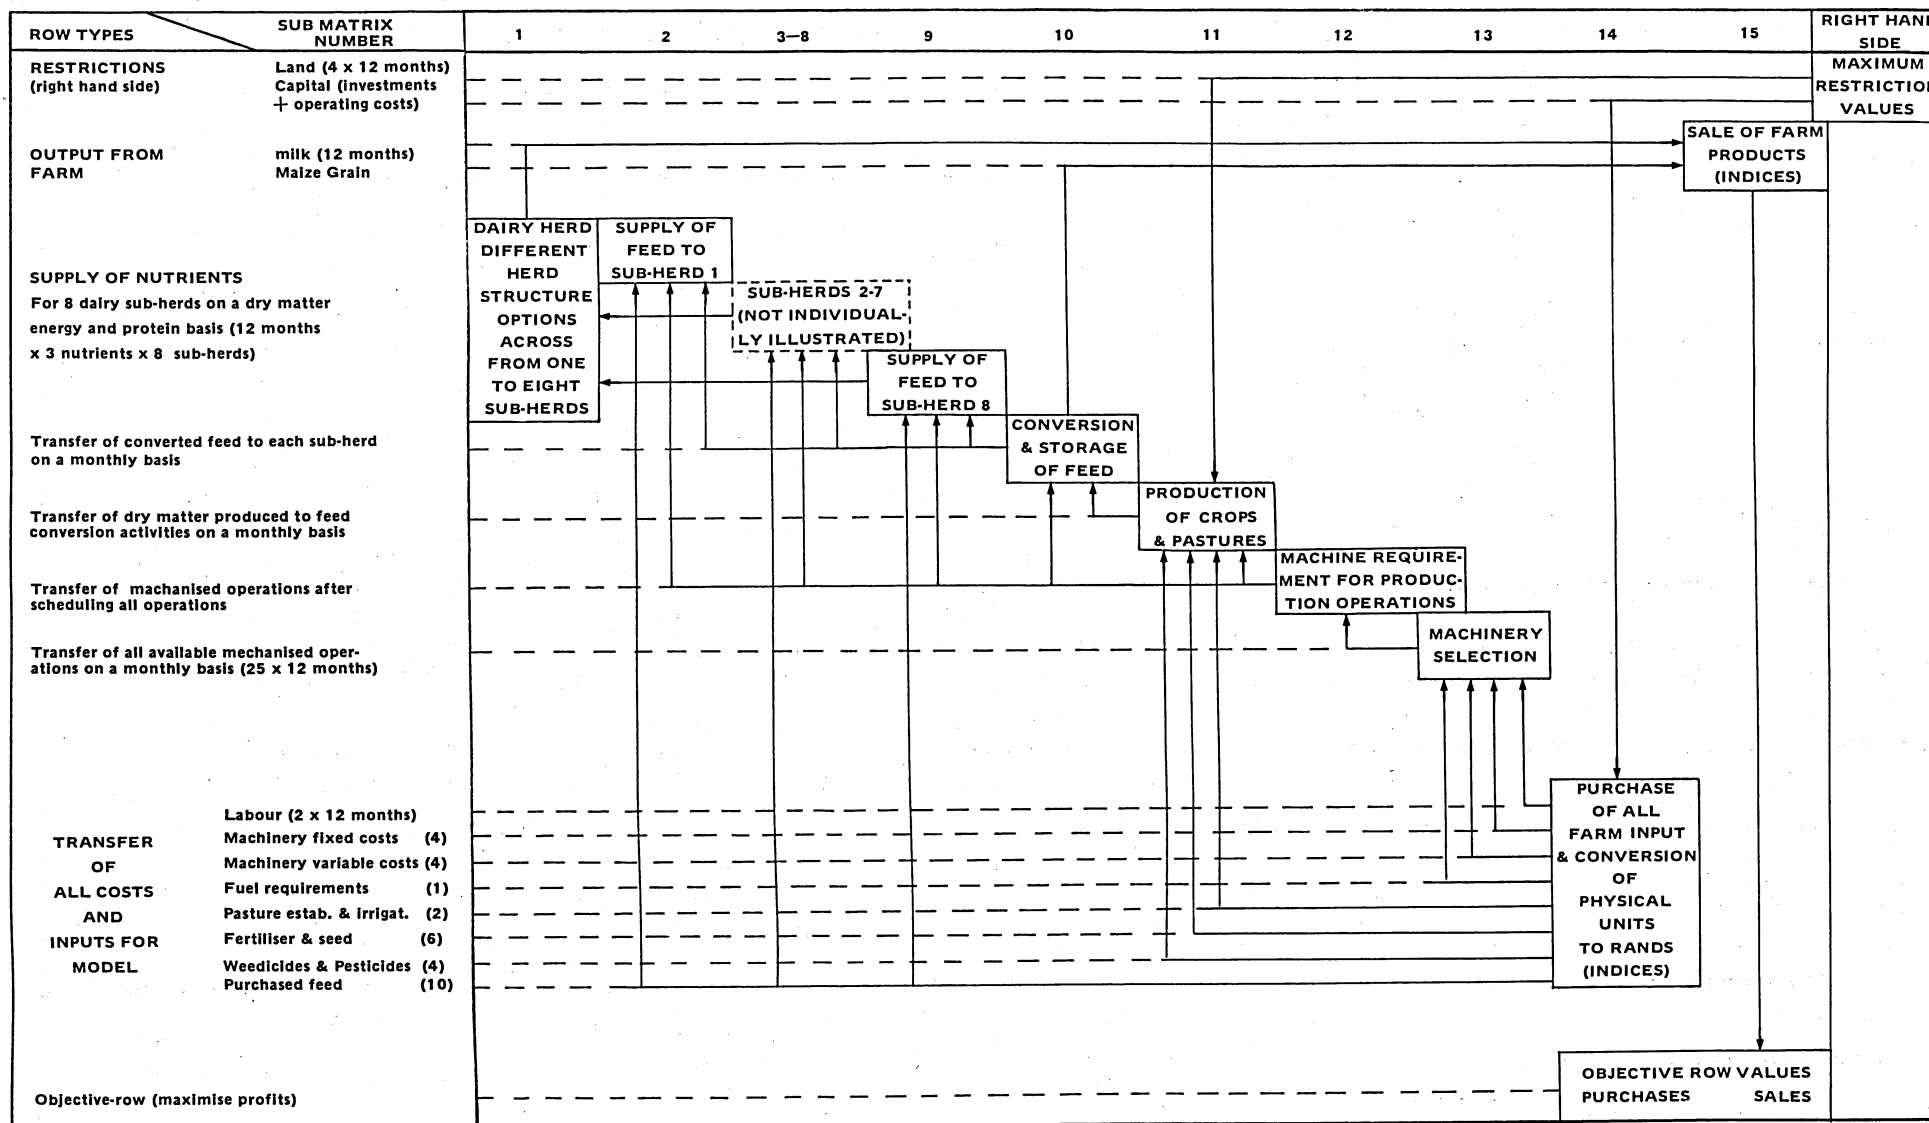 ROW TYPES
SUB MATRIX
NUMBER
1 2 3—8 9 10 11 12 13 14 15
RIGHT HAND
SIDE
RESTRICTIONS
(right hand side)
Land (4 x 12 months)
Capital (investments
+ operating costs)
MAXIMUM
RESTRICTION
VALUES
OUTPUT FROM
FARM
milk (12 months)
Maize Grain
SALE OF FARM
PRODUCTS
(INDICES)
DAIRY HERD
DIFFERENT
HERD
STRUCTURE
OPTIONS
ACROSS
FROM ONE
TO EIGHT
SUB-HERDS
SUPPLY OF
FEED TO
SUB-HERD 1
SUPPLY OF NUTRIENTS
For 8 dairy sub-herds on a dry matter
energy and protein basis (12 months
x 3 nutrients x 8 sub-herds)
SUB-HERDS 2-7
(NOT INDIVIDUAL-
LY ILLUSTRATED)
SUPPLY OF
FEED TO
SUB-HERD 8
Transfer of converted feed to each sub-herd
on a monthly basis
CONVERSION
& STORAGE
OF FEED
Transfer of dry matter produced to feed
conversion activities on a monthly basis
PRODUCTION
OF CROPS
& PASTURES
Transfer of machanised operations after
scheduling all operations
MACHINE REQUIRE-
MENT FOR PRODUC-
TION OPERATIONS
Transfer of all available mechanised oper-
ations on a monthly basis (25 x 12 months)
MACHINERY
SELECTION
TRANSFER
OF
ALL COSTS
AND
INPUTS FOR
MODEL
Labour (2 x 12 months)
Machinery fixed costs (4)
Machinery variable costs (4)
Fuel requirements (1)
Pasture estab. & irrigat. (2)
Fertiliser & seed (6)
Weedicides & Pesticides (4)
Purchased feed (10)
PURCHASE
OF ALL
FARM INPUT
& CONVERSION
OF
PHYSICAL
UNITS
TO RANDS
(INDICES)
Objective-row (maximise profits)
OBJECTIVE ROW VALUES
PURCHASES SALES